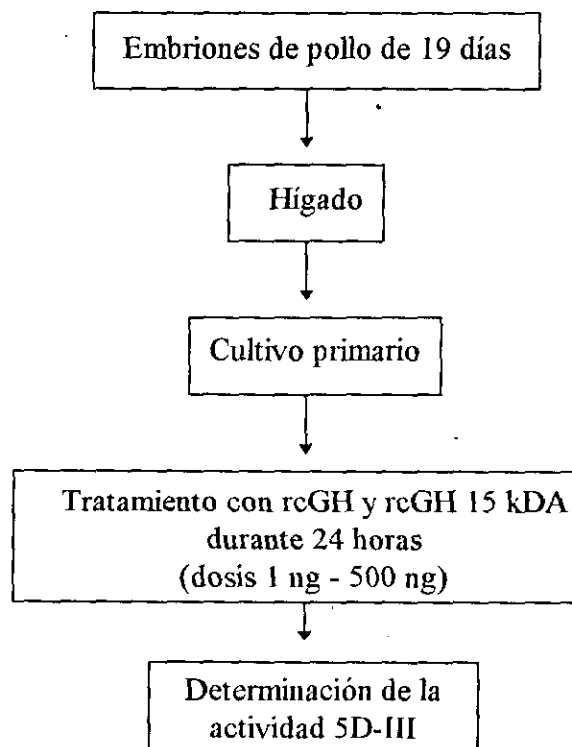 Embriones de pollo de 19 días
Hígado
Cultivo primario
Tratamiento con rcGH y rcGH 15 kDA
durante 24 horas
(dosis 1 ng - 500 ng)
Determinación de la
actividad 5D-III